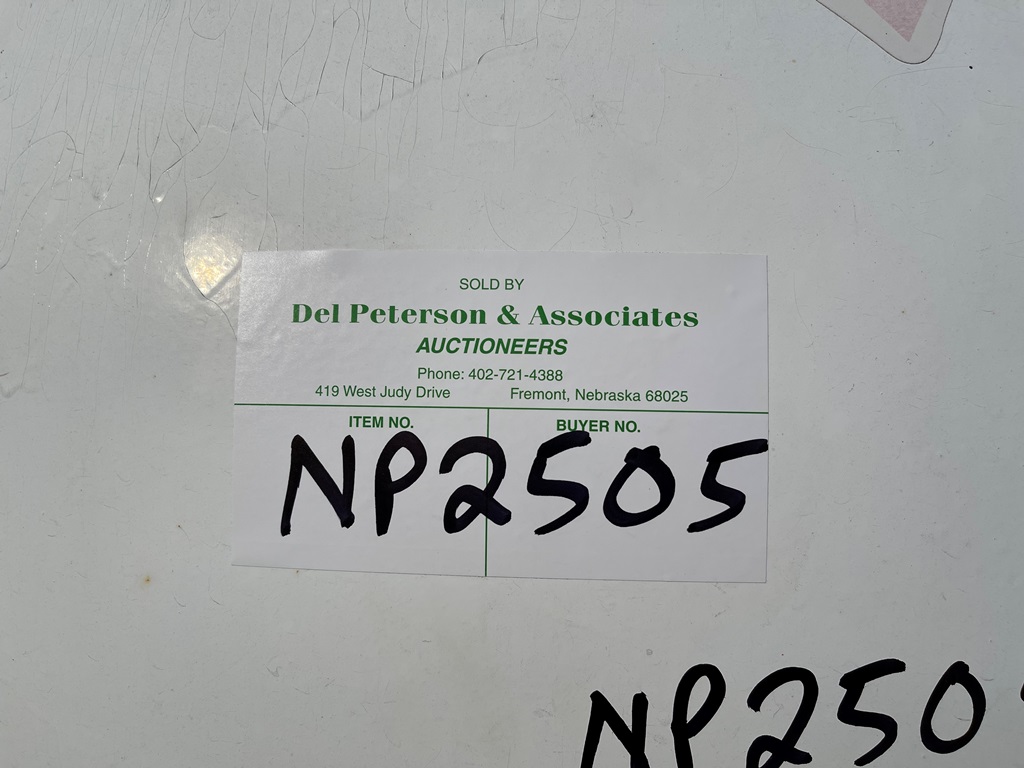 SOLD BY
Del Peterson & Associates
AUCTIONEERS
Phone: 402-721-4388
419 West Judy Drive Fremont, Nebraska 68025
ITEM NO. BUYER NO.
NP2505
NP250